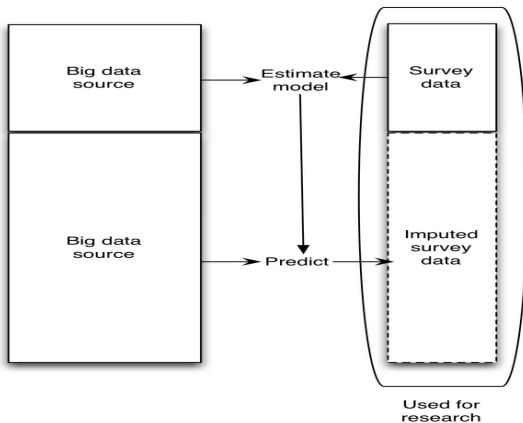 Big data
source
Estimate
model
Survey
data
Big data
source
Predict
Imputed
survey
data
Used for
research